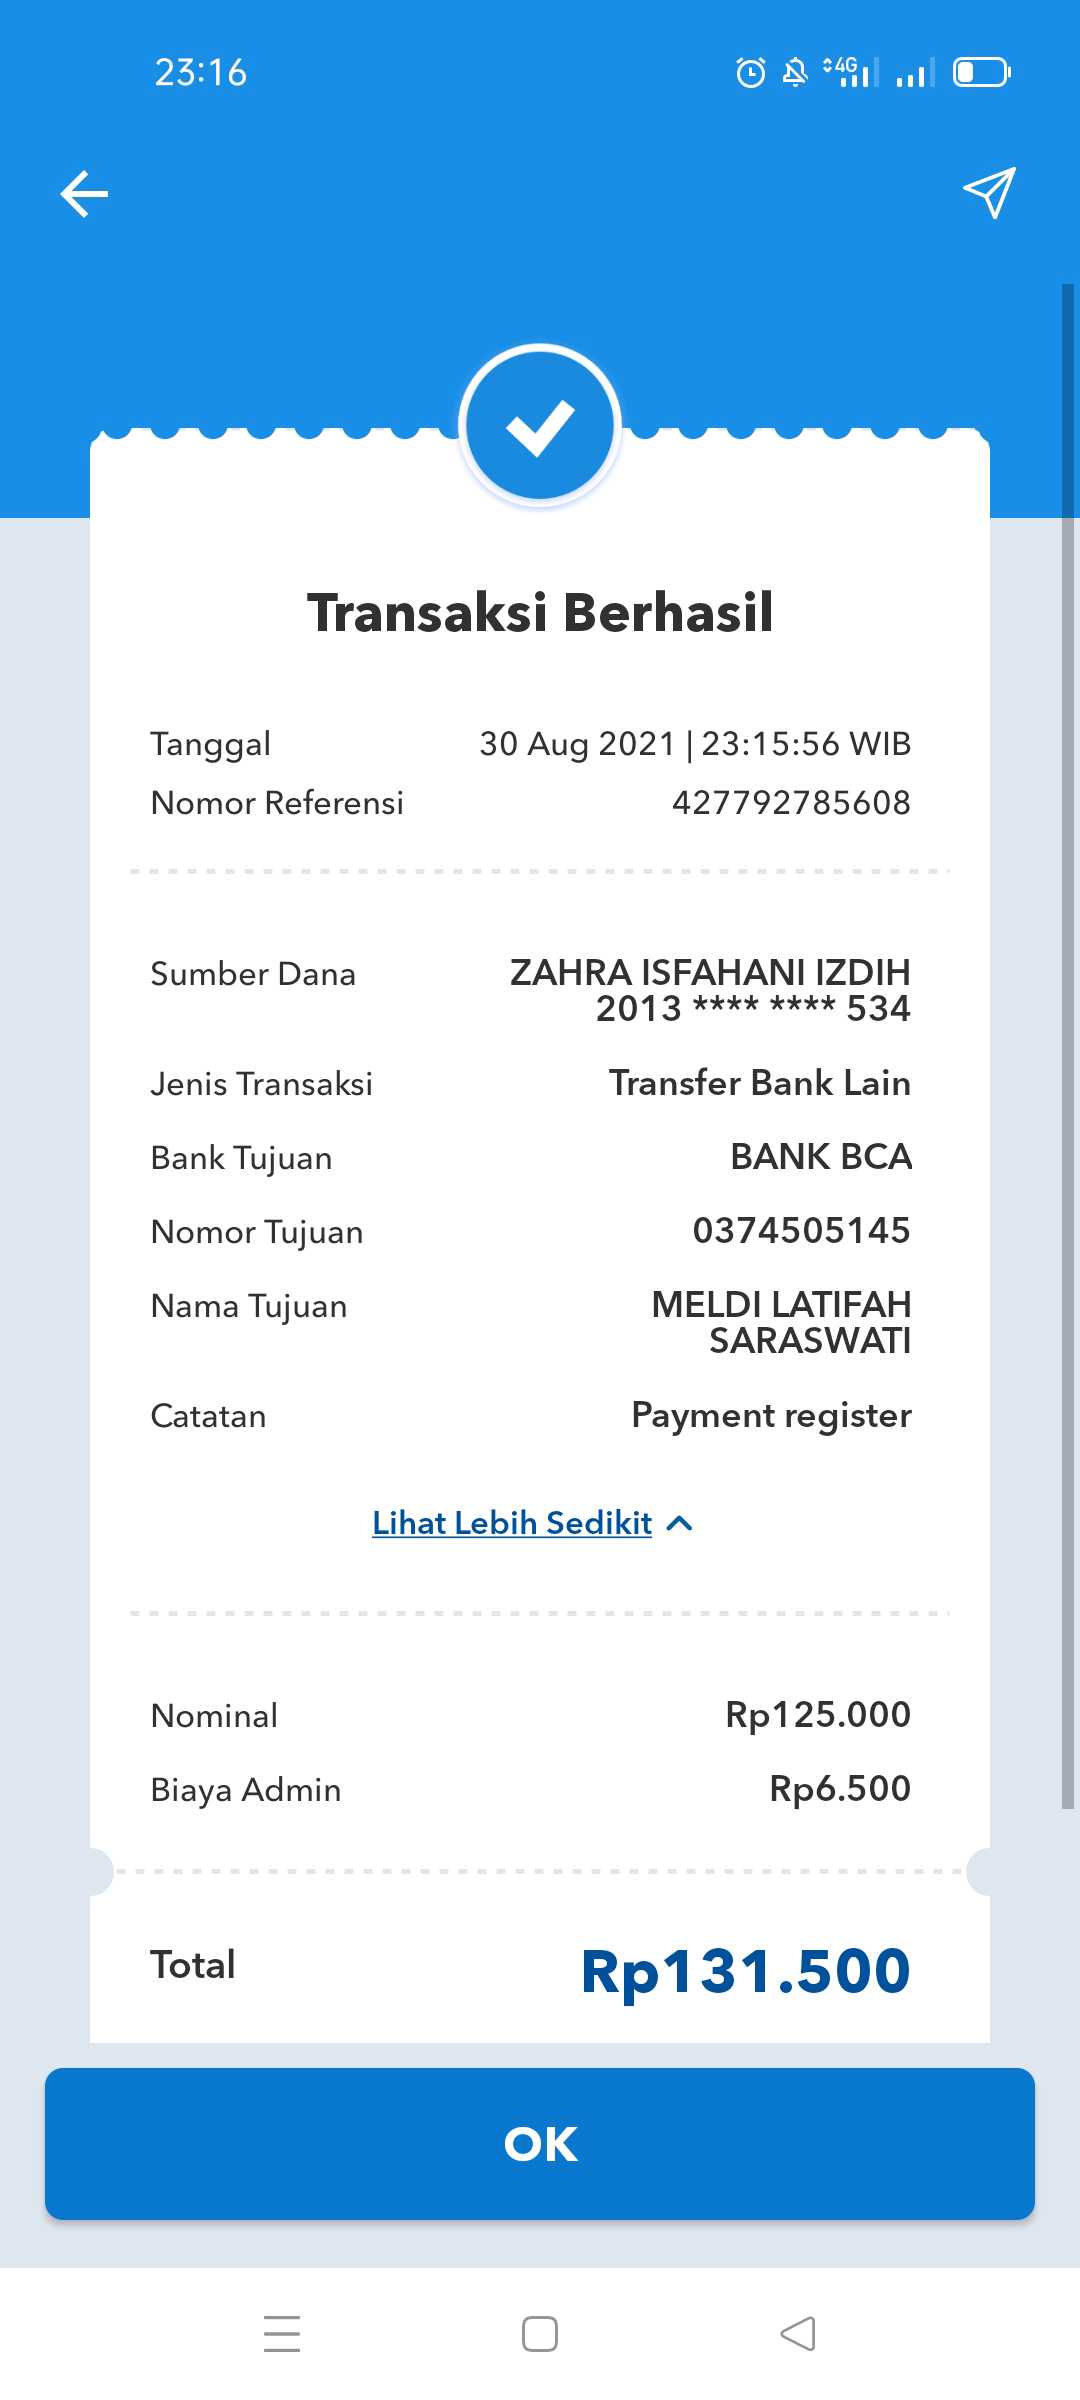 23:16
4G
Transaksi Berhasil
Tanggal 30 Aug 2021 | 23:15:56 WIB
Nomor Referensi 427792785608
Sumber Dana ZAHRA ISFAHANI IZDIH
2013 **** **** 534
Jenis Transaksi Transfer Bank Lain
Bank Tujuan BANK BCA
Nomor Tujuan 0374505145
Nama Tujuan MELDI LATIFAH
SARASWATI
Catatan Payment register
Lihat Lebih Sedikit
Nominal Rp125.000
Biaya Admin Rp6.500
Total Rp131.500
OK